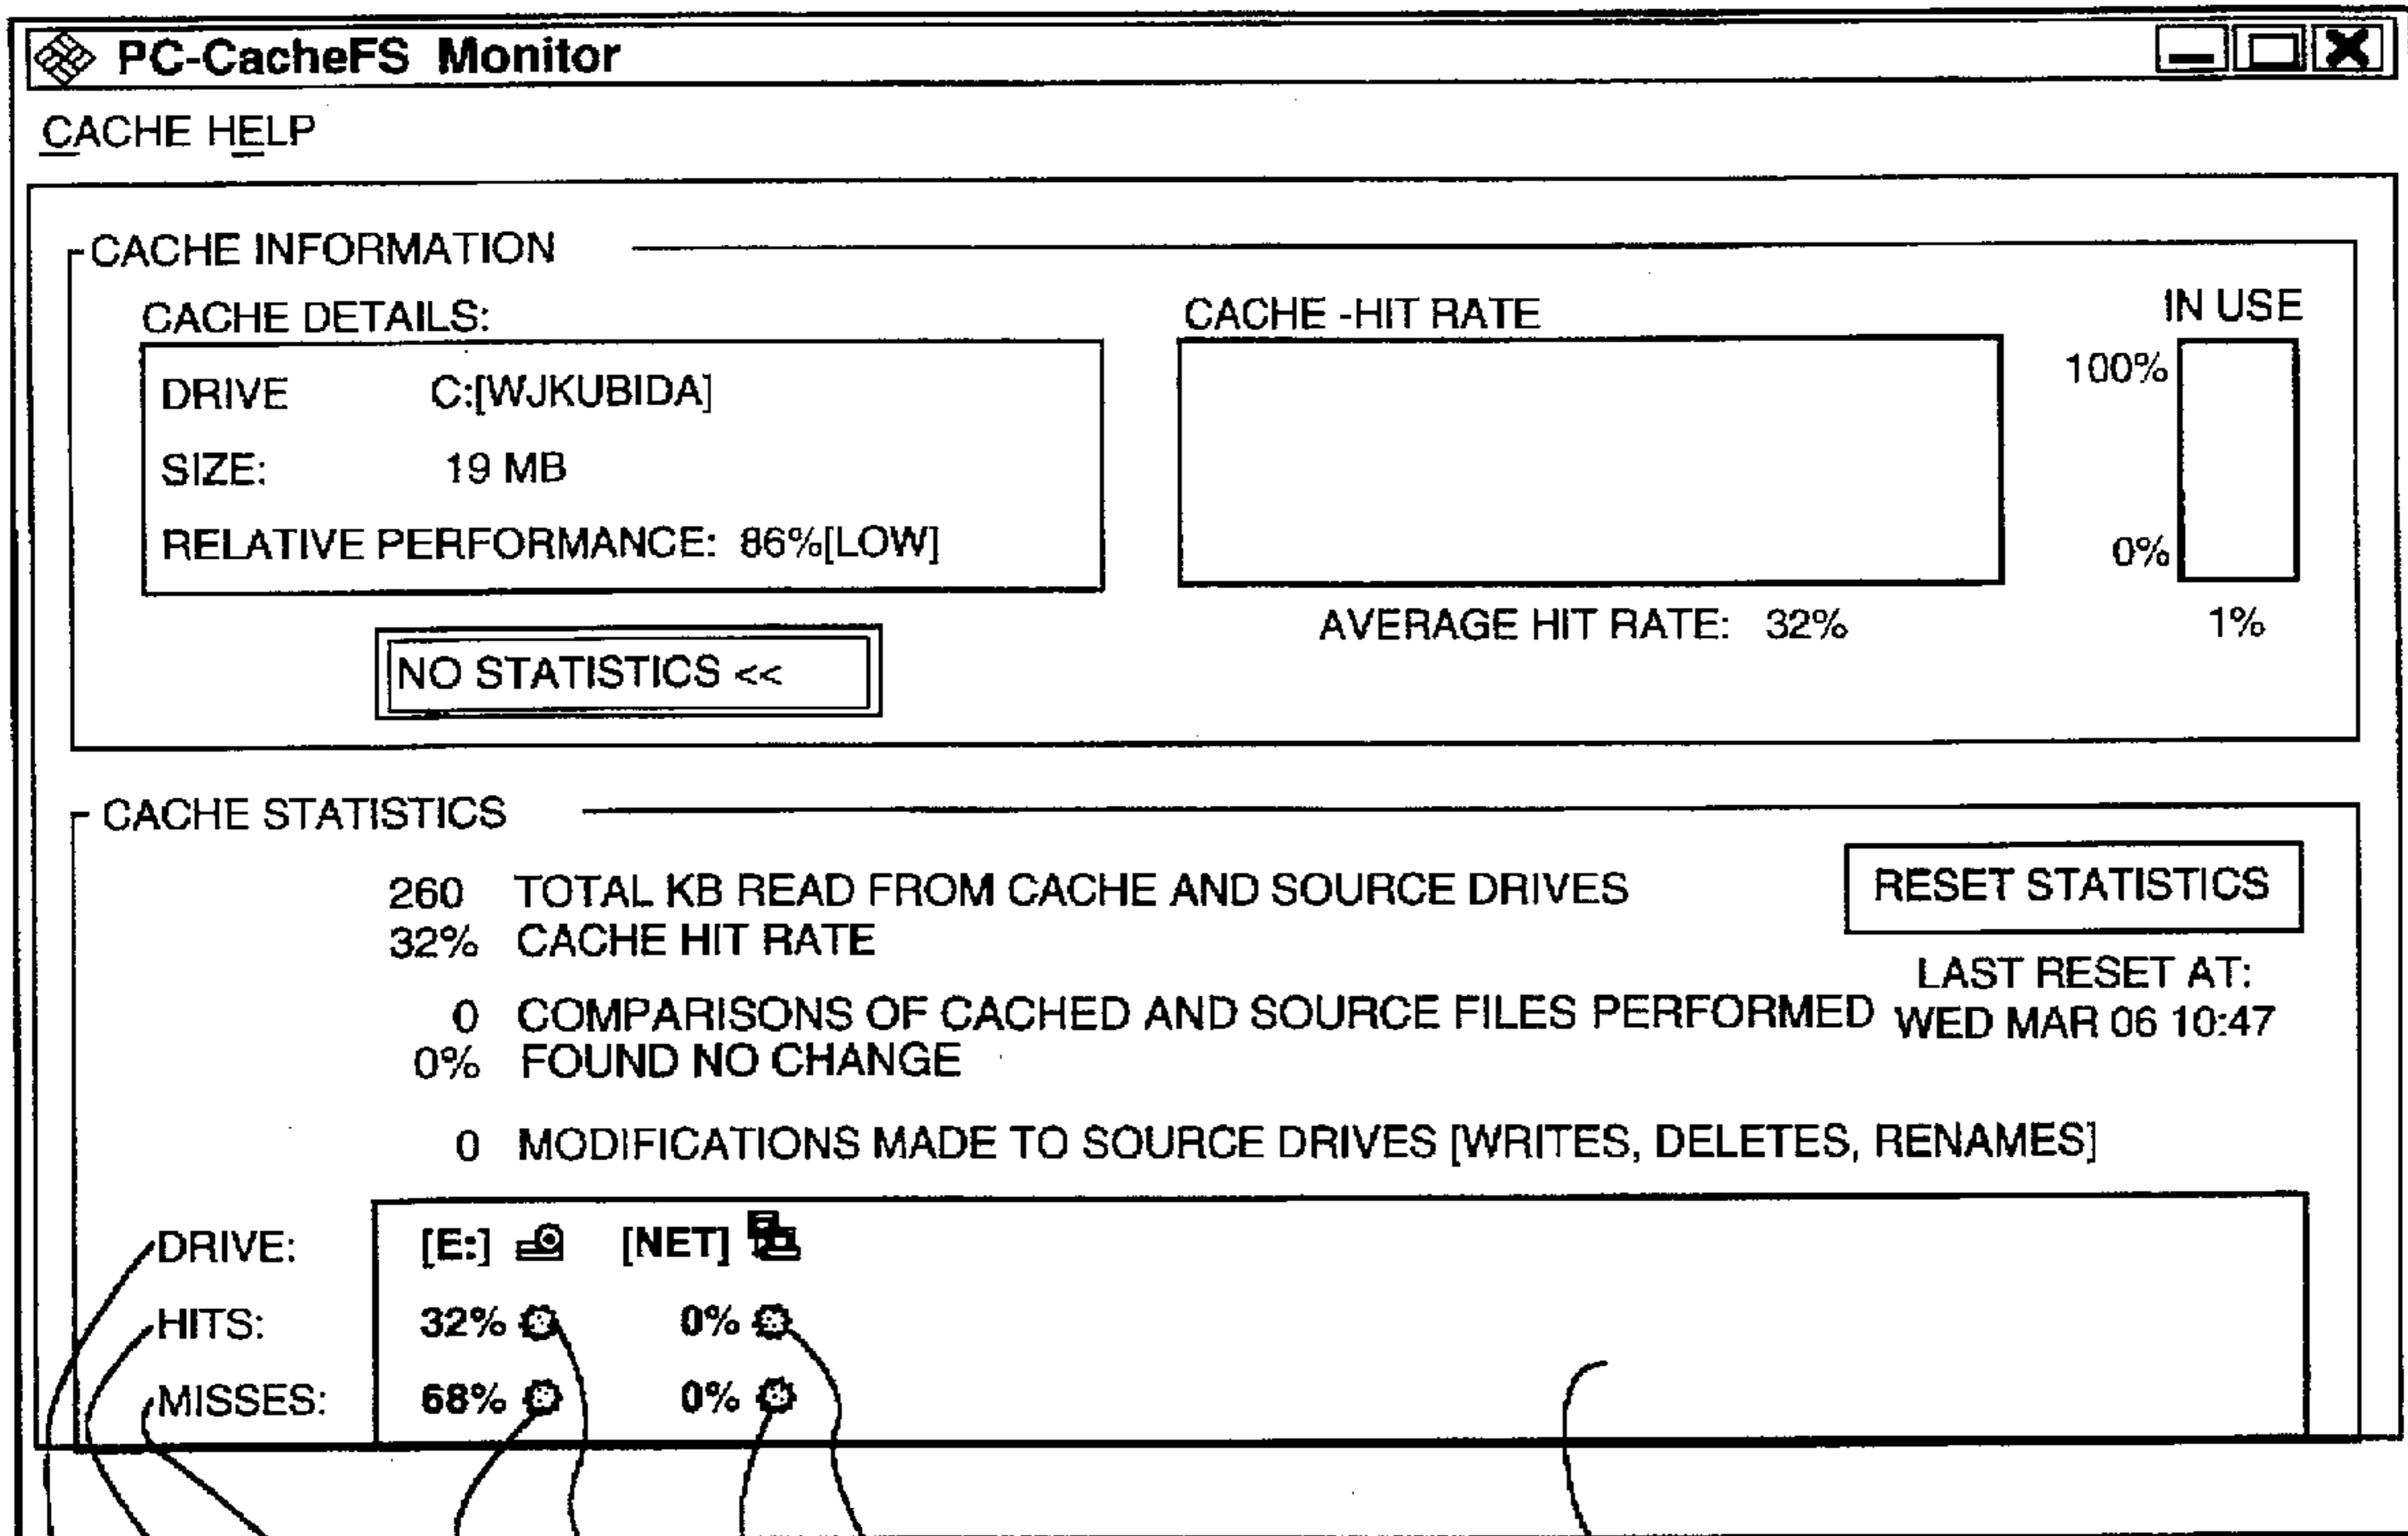 PC-CacheFS Monitor
CACHE HELP
CACHE INFORMATION
CACHE DETAILS:
DRIVE C:[WJKUBIDA]
SIZE: 19 MB
RELATIVE PERFORMANCE: 86%[LOW]
NO STATISTICS <<
CACHE -HIT RATE
AVERAGE HIT RATE: 32%
IN USE
100%
0%
1%
CACHE STATISTICS
260 TOTAL KB READ FROM CACHE AND SOURCE DRIVES
32% CACHE HIT RATE
0 COMPARISONS OF CACHED AND SOURCE FILES PERFORMED
0% FOUND NO CHANGE
0 MODIFICATIONS MADE TO SOURCE DRIVES [WRITES, DELETES, RENAMES]
RESET STATISTICS
LAST RESET AT:
WED MAR 06 10:47
DRIVE: [E:] [NET]
HITS: 32% 0%
MISSES: 68% 0%